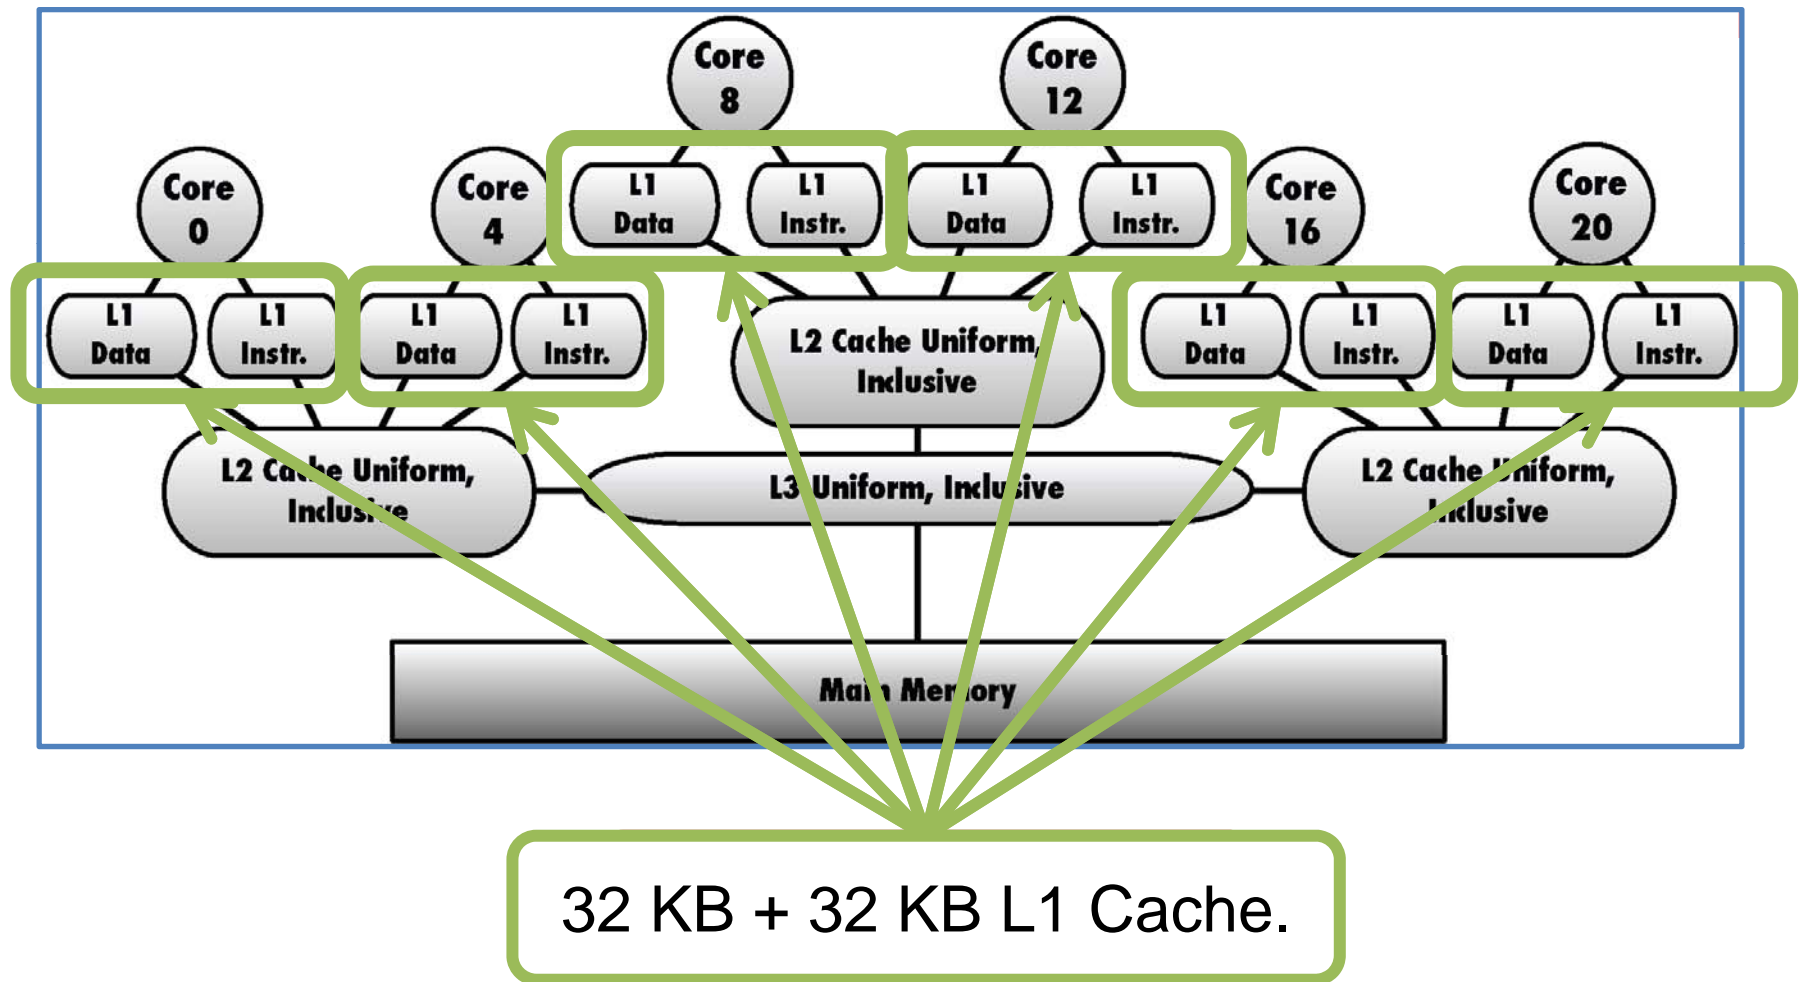 Core
8
Core
12
L1
Data
L1
Instr.
L1
Data
L1
Instr.
Core
0
Core
4
Core
16
Core
20
L1
Data
L1
Instr.
L1
Data
L1
Instr.
L1
Data
L1
Instr.
L1
Data
L1
Instr.
L2 Cache Uniform,
Inclusive
L2 Cache Uniform,
Inclusive
L3 Uniform, Inclusive
L2 Cache Uniform,
Inclusive
Main Memory
32 KB + 32 KB L1 Cache.